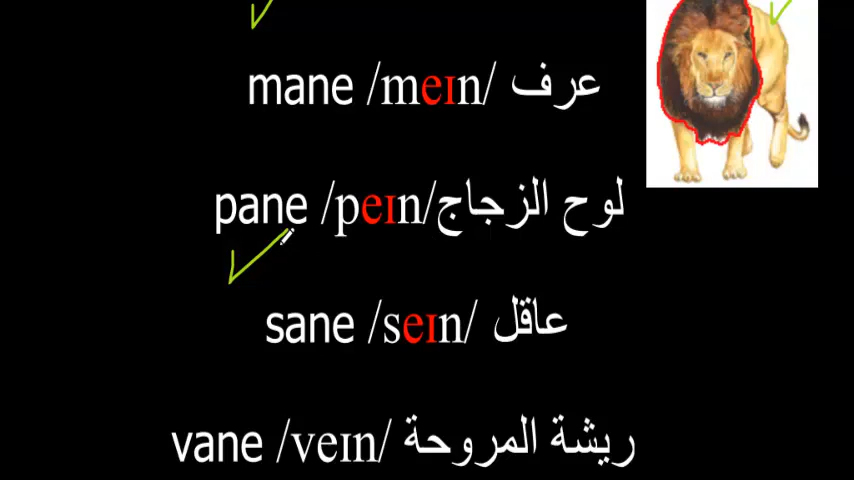 mane /meɪn/ عرف
pane /peɪn/لوح الزجاج
sane /seɪn/ عاقل
vane /veɪn/ ريشة المروحة